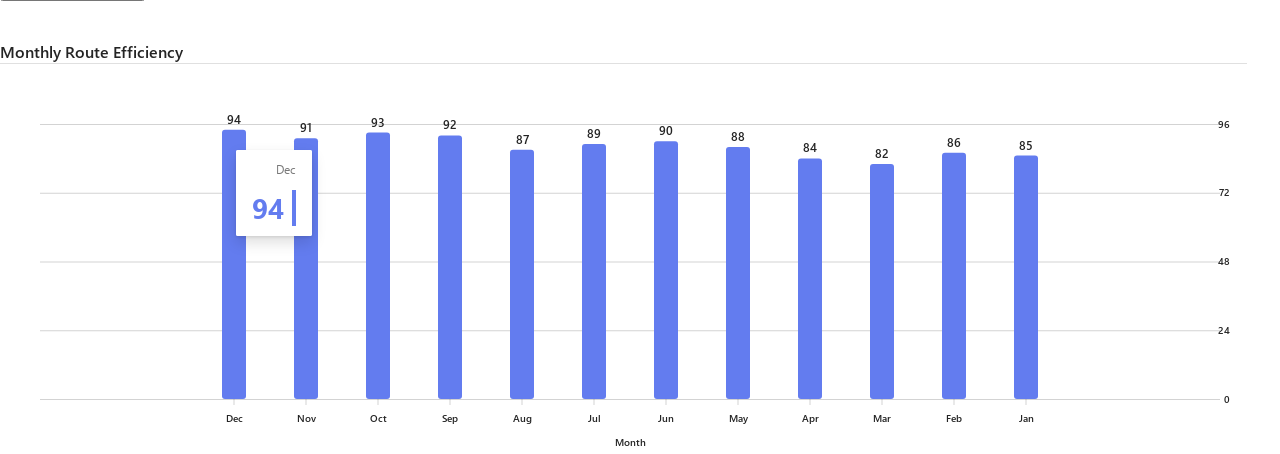 Monthly Route Efficiency
94 91 93 92 87 89 90 88 84 82 86 85
96
72
48
24
0
Dec
94
Dec Nov Oct Sep Aug Jul Jun May Apr Mar Feb Jan
Month